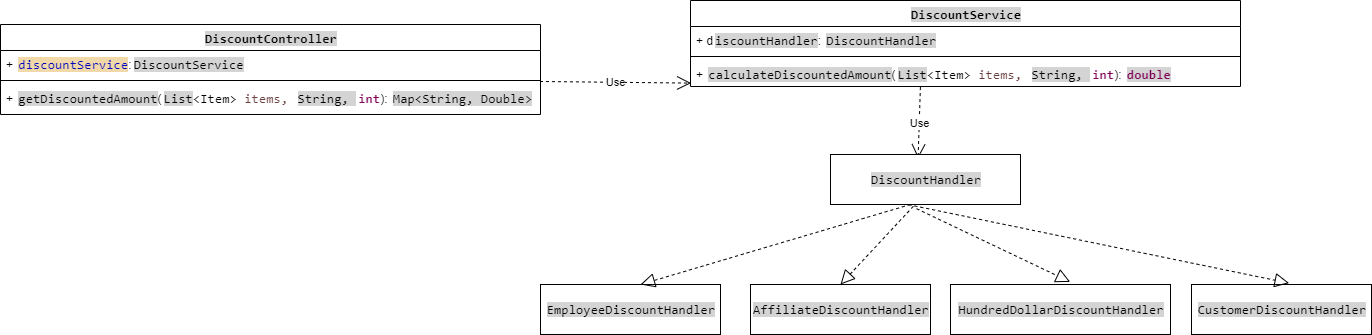 DiscountController
+ discountService: DiscountService
+ getDiscountedAmount(List<Item> items, String, int): Map<String, Double>
Use
DiscountService
+ discountHandler: DiscountHandler
+ calculateDiscountedAmount(List<Item> items, String, int): double
Use
DiscountHandler
EmployeeDiscountHandler
AffiliateDiscountHandler
HundredDollarDiscountHandler
CustomerDiscountHandler